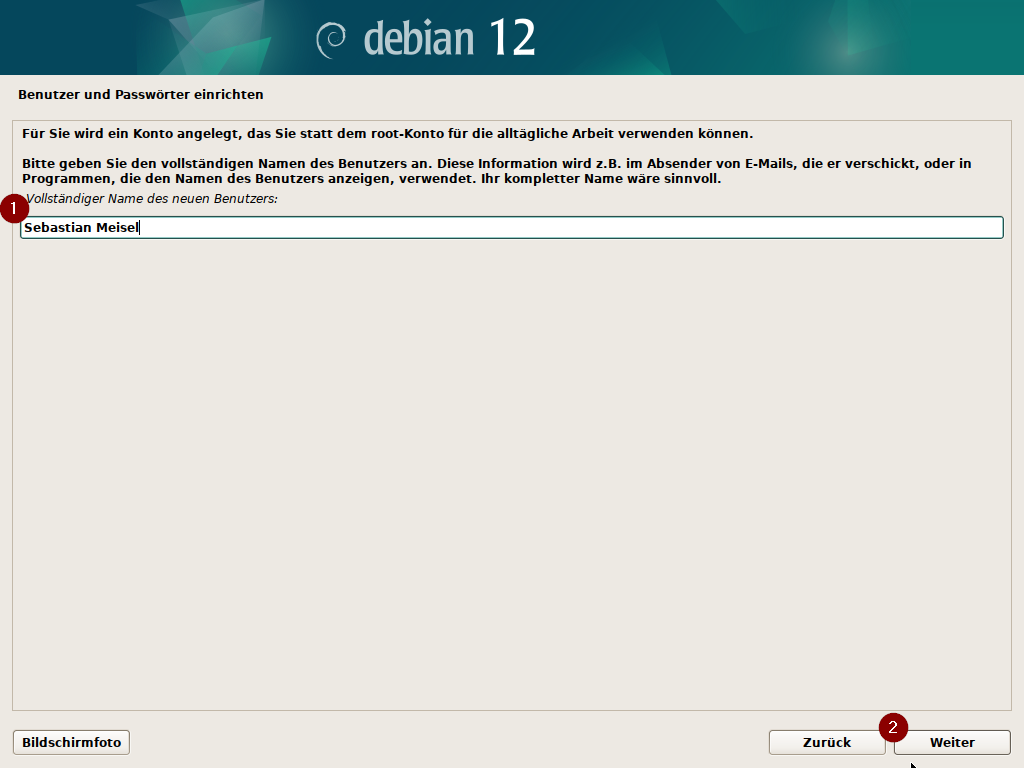 debian 12
Benutzer und Passwörter einrichten
Für Sie wird ein Konto angelegt, das Sie statt dem root-Konto für die alltägliche Arbeit verwenden können.
Bitte geben Sie den vollständigen Namen des Benutzers an. Diese Information wird z.B. im Absender von E-Mails, die er verschickt, oder in
Programmen, die den Namen des Benutzers anzeigen, verwendet. Ihr kompletter Name wäre sinnvoll.
Vollständiger Name des neuen Benutzers:
1
Sebastian Meisel
2
Bildschirmfoto
Zurück
Weiter